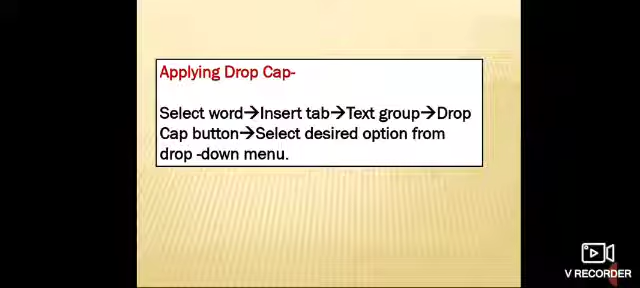 Applying Drop Cap-
Select word→Insert tab→Text group→Drop
Cap button→Select desired option from
drop -down menu.
V RECORDER